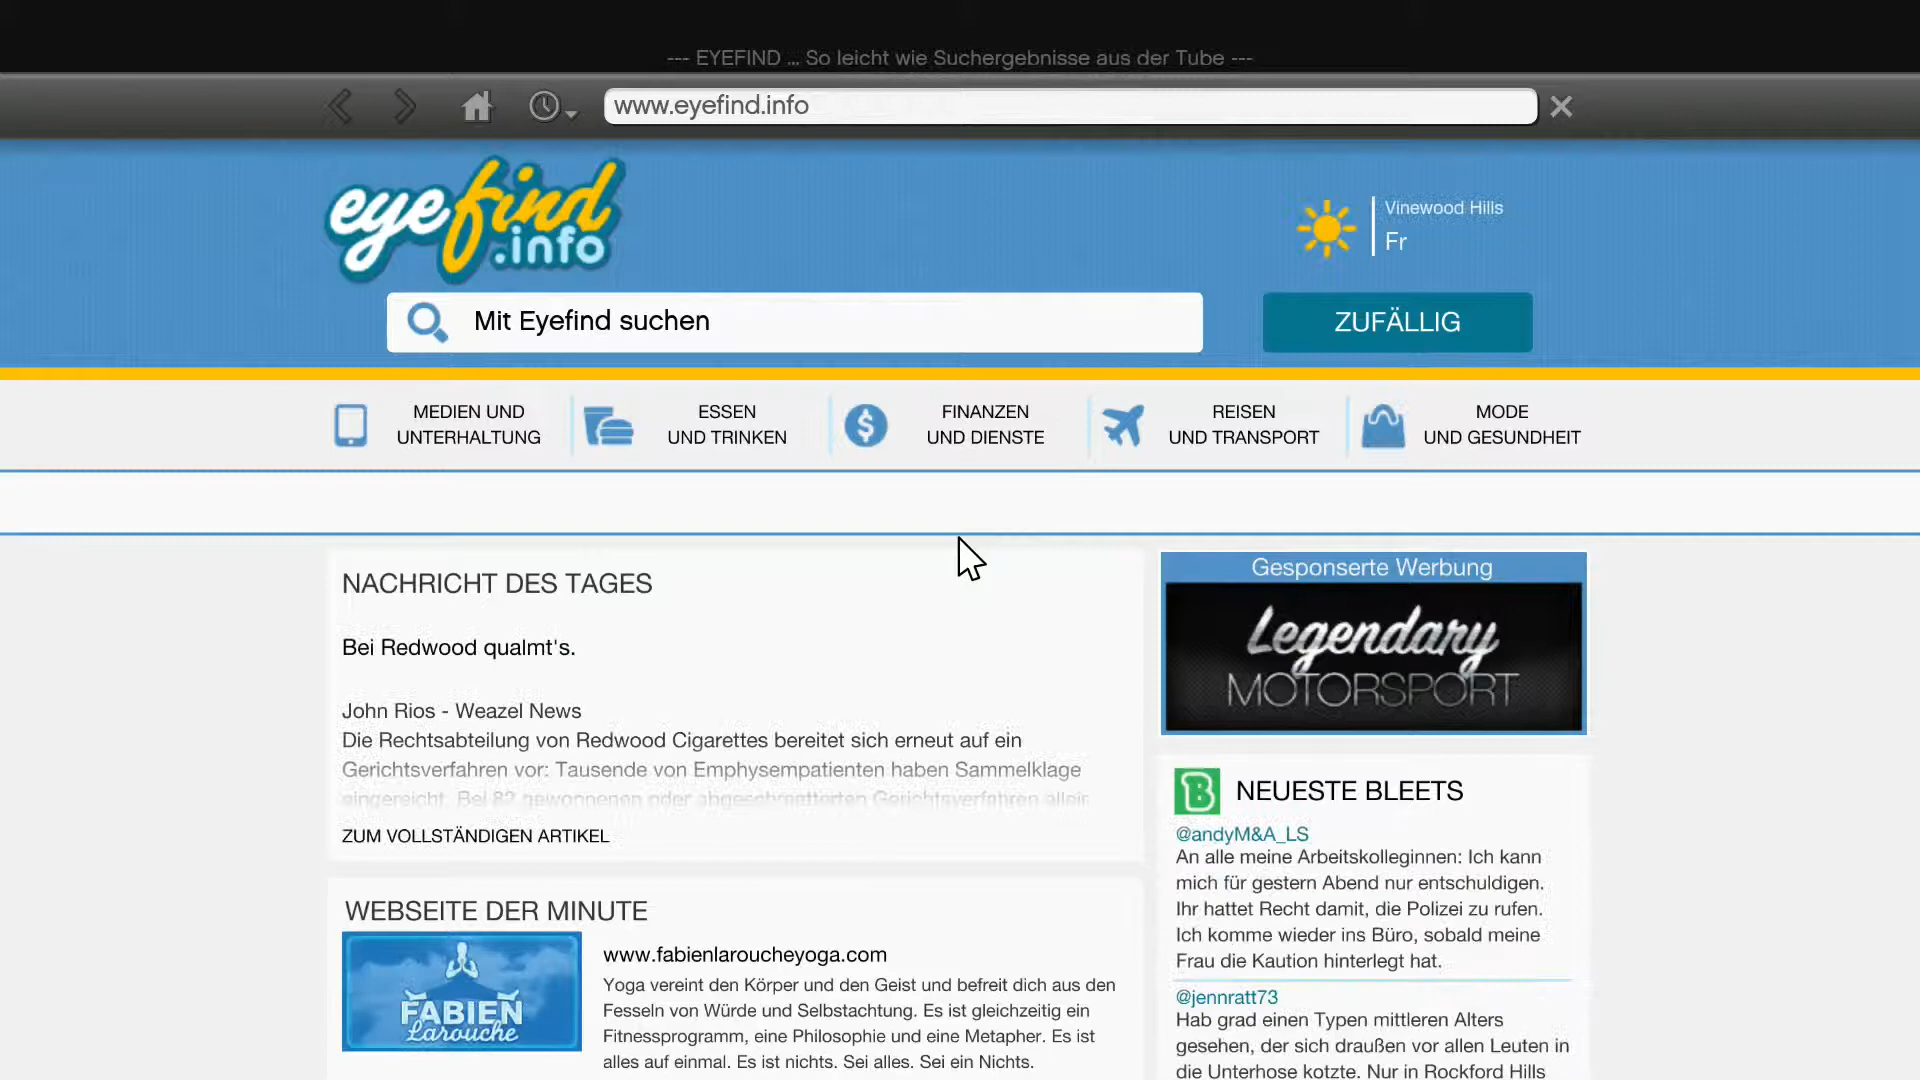 --- EYEFIND ... So leicht wie Suchergebnisse aus der Tube ---
www.eyefind.info
eyefind
.info
Vinewood Hills
Fr
Mit Eyefind suchen
ZUFÄLLIG
MEDIEN UND
UNTERHALTUNG
ESSEN
UND TRINKEN
FINANZEN
UND DIENSTE
REISEN
UND TRANSPORT
MODE
UND GESUNDHEIT
NACHRICHT DES TAGES
Bei Redwood qualmt's.
John Rios - Weazel News
Die Rechtsabteilung von Redwood Cigarettes bereitet sich erneut auf ein
Gerichtsverfahren vor: Tausende von Emphysempatienten haben Sammelklage
eingereicht. Bei 82 gewonnenen oder abgeschmetterten Gerichtsverfahren allein
ZUM VOLLSTÄNDIGEN ARTIKEL
WEBSEITE DER MINUTE
FABIEN
Larouche
www.fabienlaroucheyoga.com
Yoga vereint den Körper und den Geist und befreit dich aus den
Fesseln von Würde und Selbstachtung. Es ist gleichzeitig ein
Fitnessprogramm, eine Philosophie und eine Metapher. Es ist
alles auf einmal. Es ist nichts. Sei alles. Sei ein Nichts.
Gesponserte Werbung
Legendary
MOTORSPORT
B
NEUESTE BLEETS
@andyM&A_LS
An alle meine Arbeitskolleginnen: Ich kann
mich für gestern Abend nur entschuldigen.
Ihr hattet Recht damit, die Polizei zu rufen.
Ich komme wieder ins Büro, sobald meine
Frau die Kaution hinterlegt hat.
@jennratt73
Hab grad einen Typen mittleren Alters
gesehen, der sich draußen vor allen Leuten in
die Unterhose kotzte. Nur in Rockford Hills